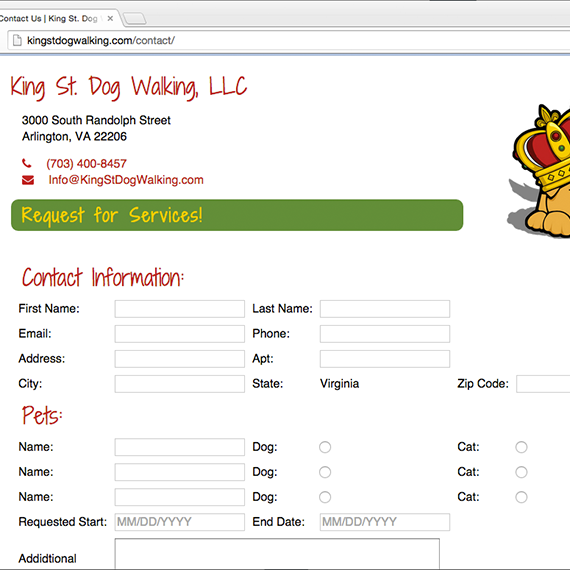 Contact Us | King St. Dog
kingstdogwalking.com/contact/
King St. Dog Walking, LLC
3000 South Randolph Street
Arlington, VA 22206
(703) 400-8457
Info@KingStDogWalking.com
Request for Services!
Contact Information:
First Name: Last Name:
Email: Phone:
Address: Apt:
City: State: Virginia Zip Code:
Pets:
Name: Dog: Cat:
Name: Dog: Cat:
Name: Dog: Cat:
Requested Start: MM/DD/YYYY End Date: MM/DD/YYYY
Addidtional